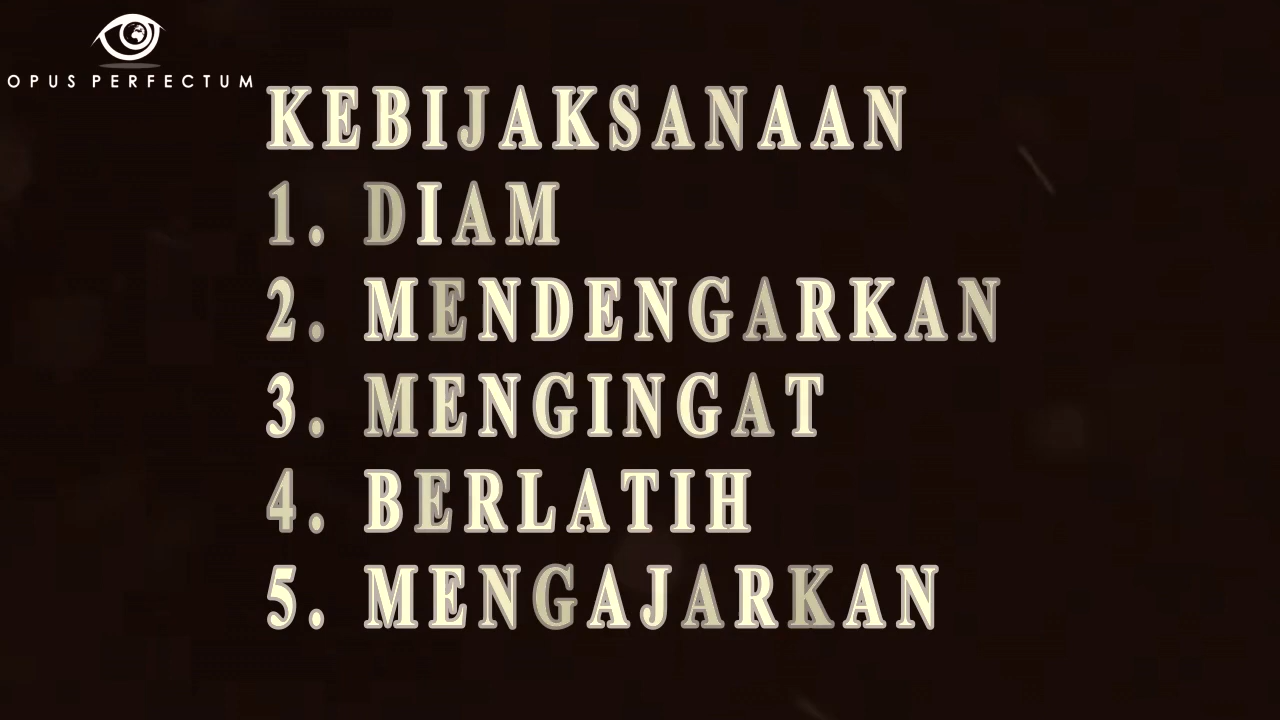 OPUS PERFECTUM
KEBIJAKSANAAN
1. DIAM
2. MENDENGARKAN
3. MENGINGAT
4. BERLATIH
5. MENGAJARKAN